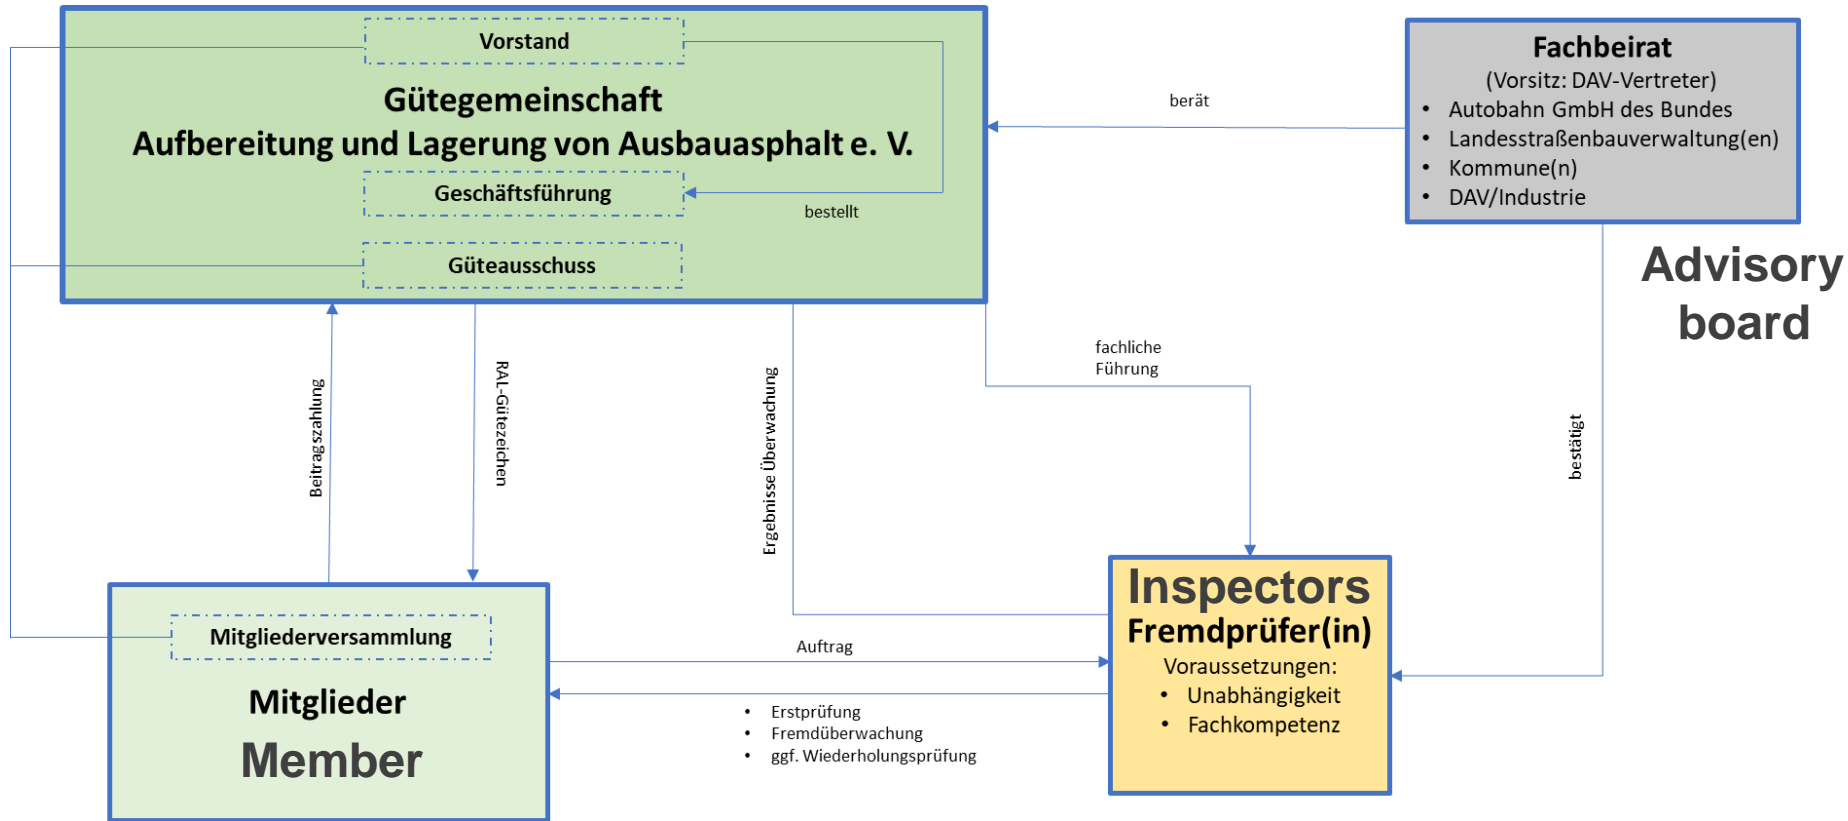 Vorstand
Gütegemeinschaft
Aufbereitung und Lagerung von Ausbauasphalt e. V.
Geschäftsführung
bestellt
Güteausschuss
berät
Fachbeirat
(Vorsitz: DAV-Vertreter)
• Autobahn GmbH des Bundes
• Landesstraßenbauverwaltung(en)
• Kommune(n)
• DAV/Industrie
Advisory
board
Beitragszahlung
RAL-Gütezeichen
Ergebnisse Überwachung
fachliche
Führung
bestätigt
Mitgliederversammlung
Mitglieder
Member
Auftrag
• Erstprüfung
• Fremdüberwachung
• ggf. Wiederholungsprüfung
Inspectors
Fremdprüfer(in)
Voraussetzungen:
• Unabhängigkeit
• Fachkompetenz